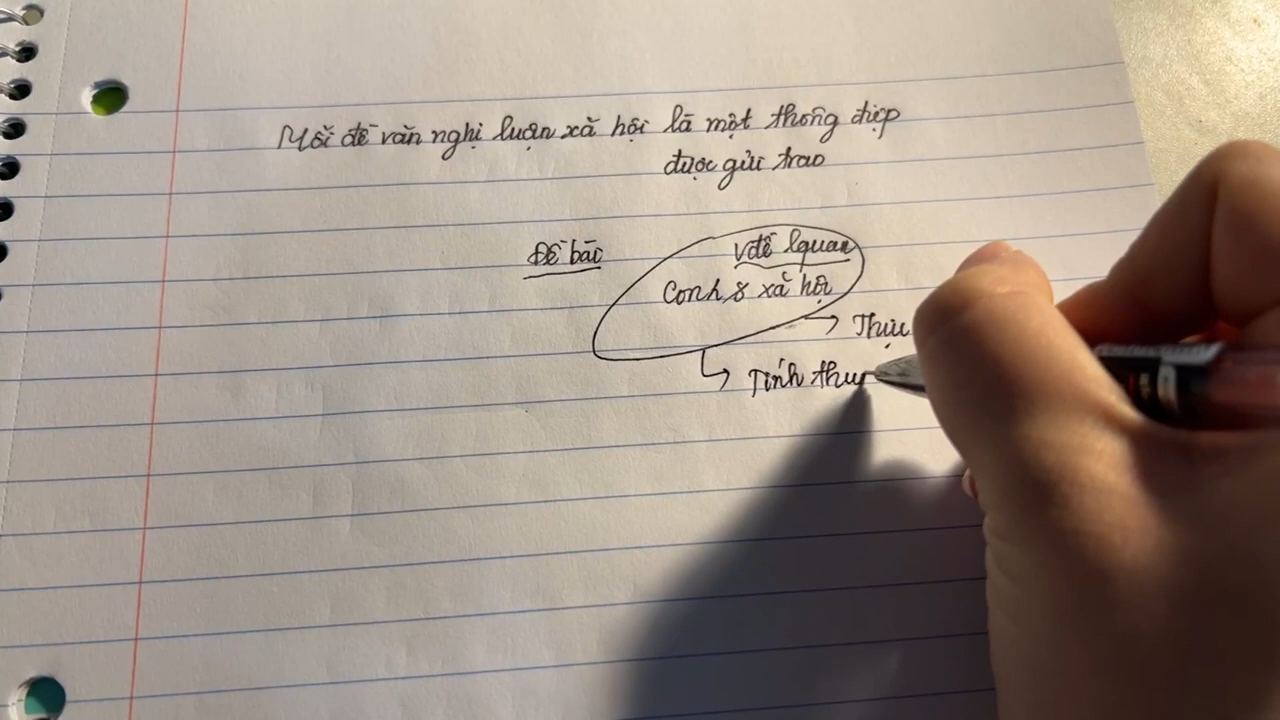 Mỗi đề văn nghị luận xã hội là một thông điệp
được gửi trao
Đề bài
vđề lquan
Con , xã hội
Thực
Tính thư